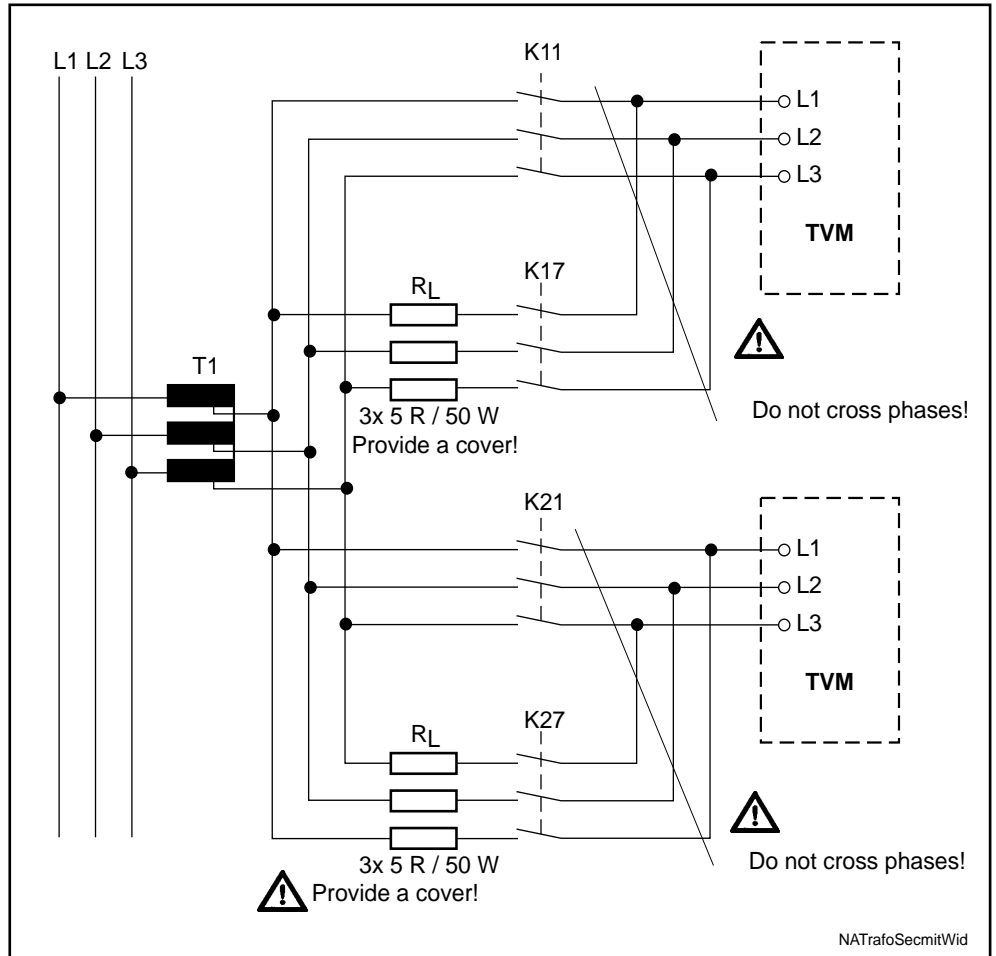 L1 L2 L3
K11
L1
L2
L3
TVM
K17
RL
T1
3x 5 R / 50 W
Provide a cover!
Do not cross phases!
K21
L1
L2
L3
TVM
K27
RL
3x 5 R / 50 W
Provide a cover!
Do not cross phases!
NATrafoSecmitWid